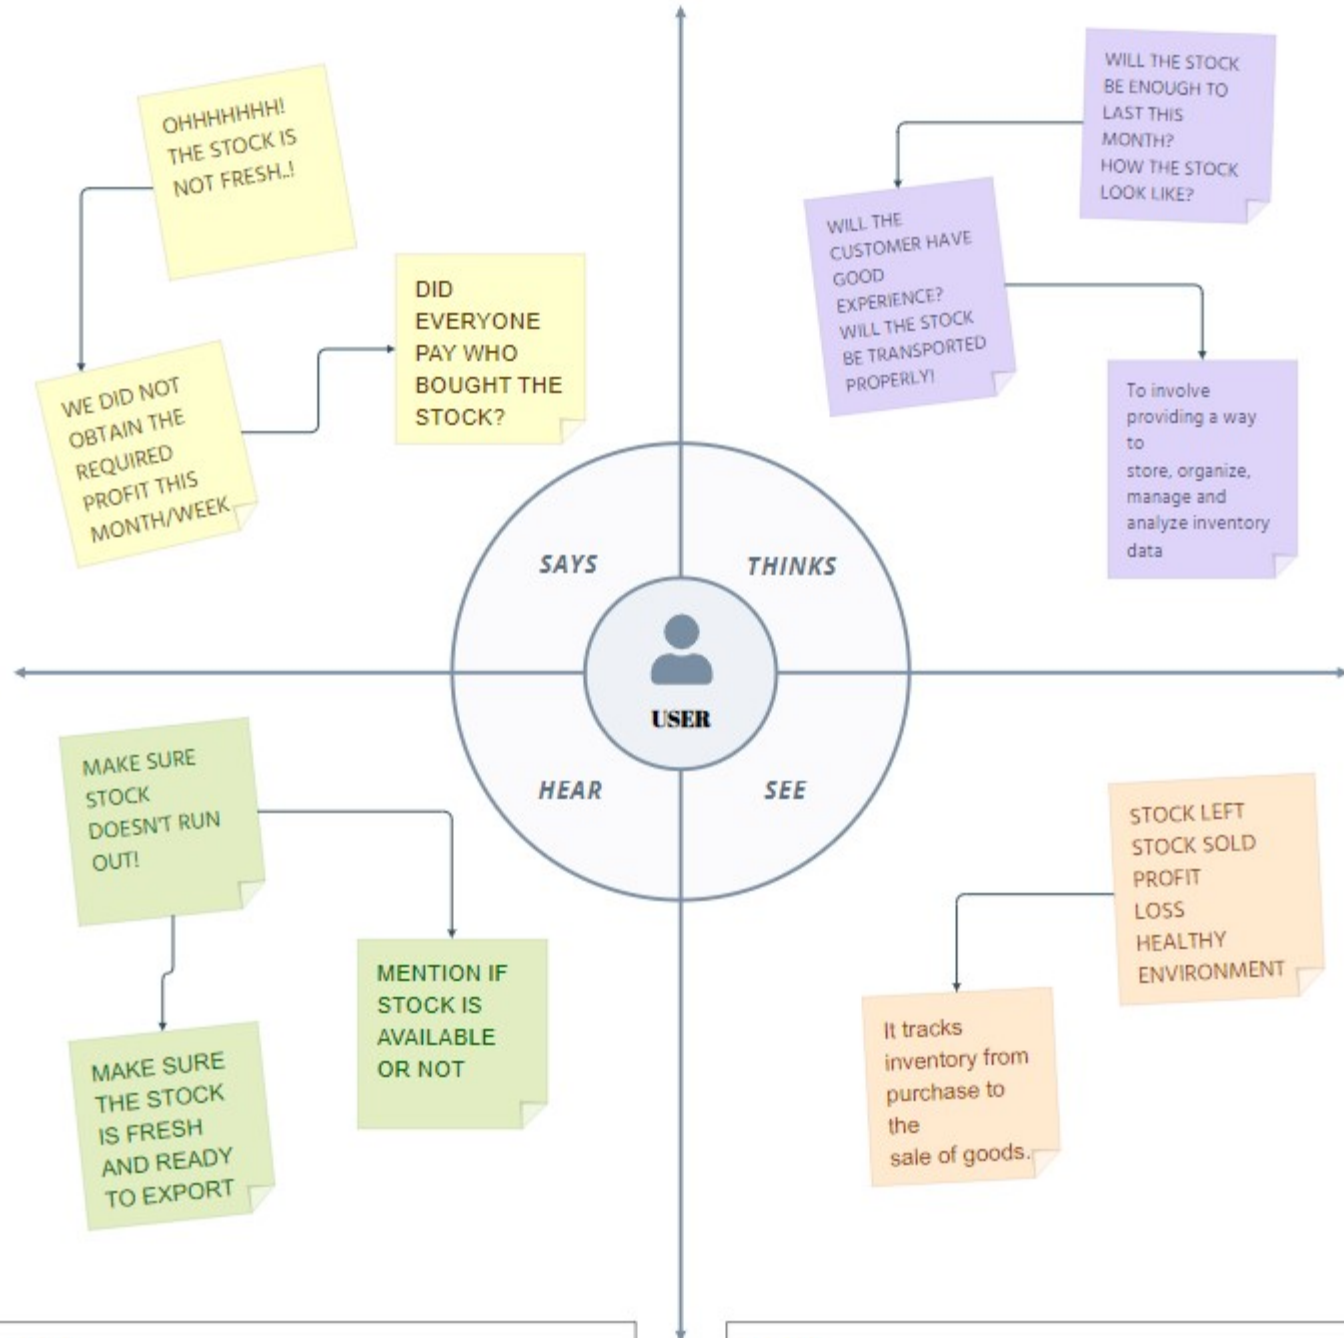 OHHHHHHH!
THE STOCK IS
NOT FRESH..!
WE DID NOT
OBTAIN THE
REQUIRED
PROFIT THIS
MONTH/WEEK
DID
EVERYONE
PAY WHO
BOUGHT THE
STOCK?
WILL THE STOCK
BE ENOUGH TO
LAST THIS
MONTH?
HOW THE STOCK
LOOK LIKE?
WILL THE
CUSTOMER HAVE
GOOD
EXPERIENCE?
WILL THE STOCK
BE TRANSPORTED
PROPERLY!
To involve
providing a way
to
store, organize,
manage and
analyze inventory
data
SAYS
THINKS
USER
HEAR
SEE
MAKE SURE
STOCK
DOESN'T RUN
OUT!
MENTION IF
STOCK IS
AVAILABLE
OR NOT
MAKE SURE
THE STOCK
IS FRESH
AND READY
TO EXPORT
STOCK LEFT
STOCK SOLD
PROFIT
LOSS
HEALTHY
ENVIRONMENT
It tracks
inventory from
purchase to
the
sale of goods.